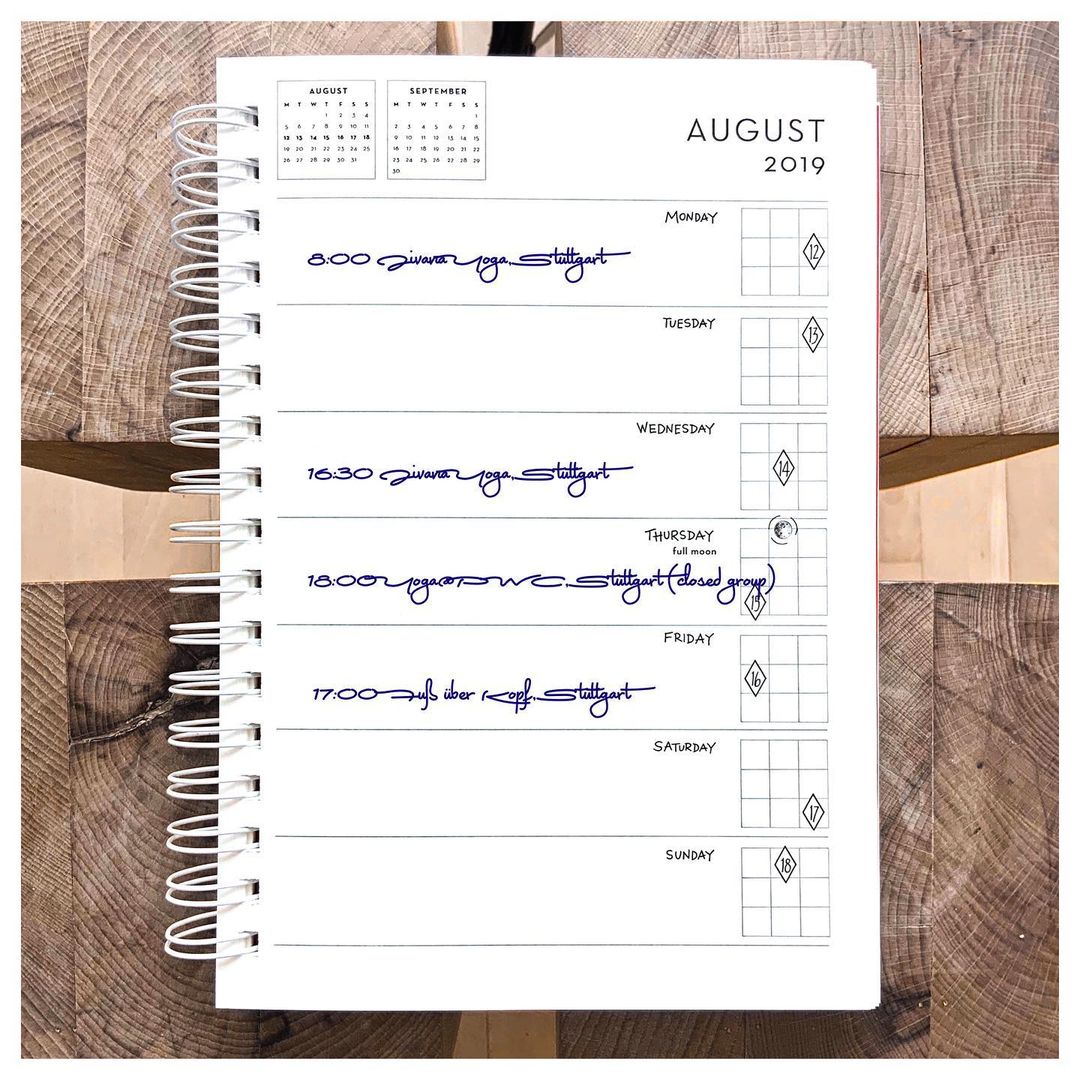 AUGUST
M T W T F S S
1 2 3 4
5 6 7 8 9 10 11
12 13 14 15 16 17 18
19 20 21 22 23 24 25
26 27 28 29 30 31
SEPTEMBER
M T W T F S S
1
2 3 4 5 6 7 8
9 10 11 12 13 14 15
16 17 18 19 20 21 22
23 24 25 26 27 28 29
30
AUGUST
2019
MONDAY
12
8:00 Jivana Yoga, Stuttgart
TUESDAY
13
WEDNESDAY
14
16:30 Jivana Yoga, Stuttgart
THURSDAY
full moon
18:00 Yoga@PWC, Stuttgart (closed group)
15
FRIDAY
16
17:00 Fuß über Kopf, Stuttgart
SATURDAY
17
SUNDAY
18